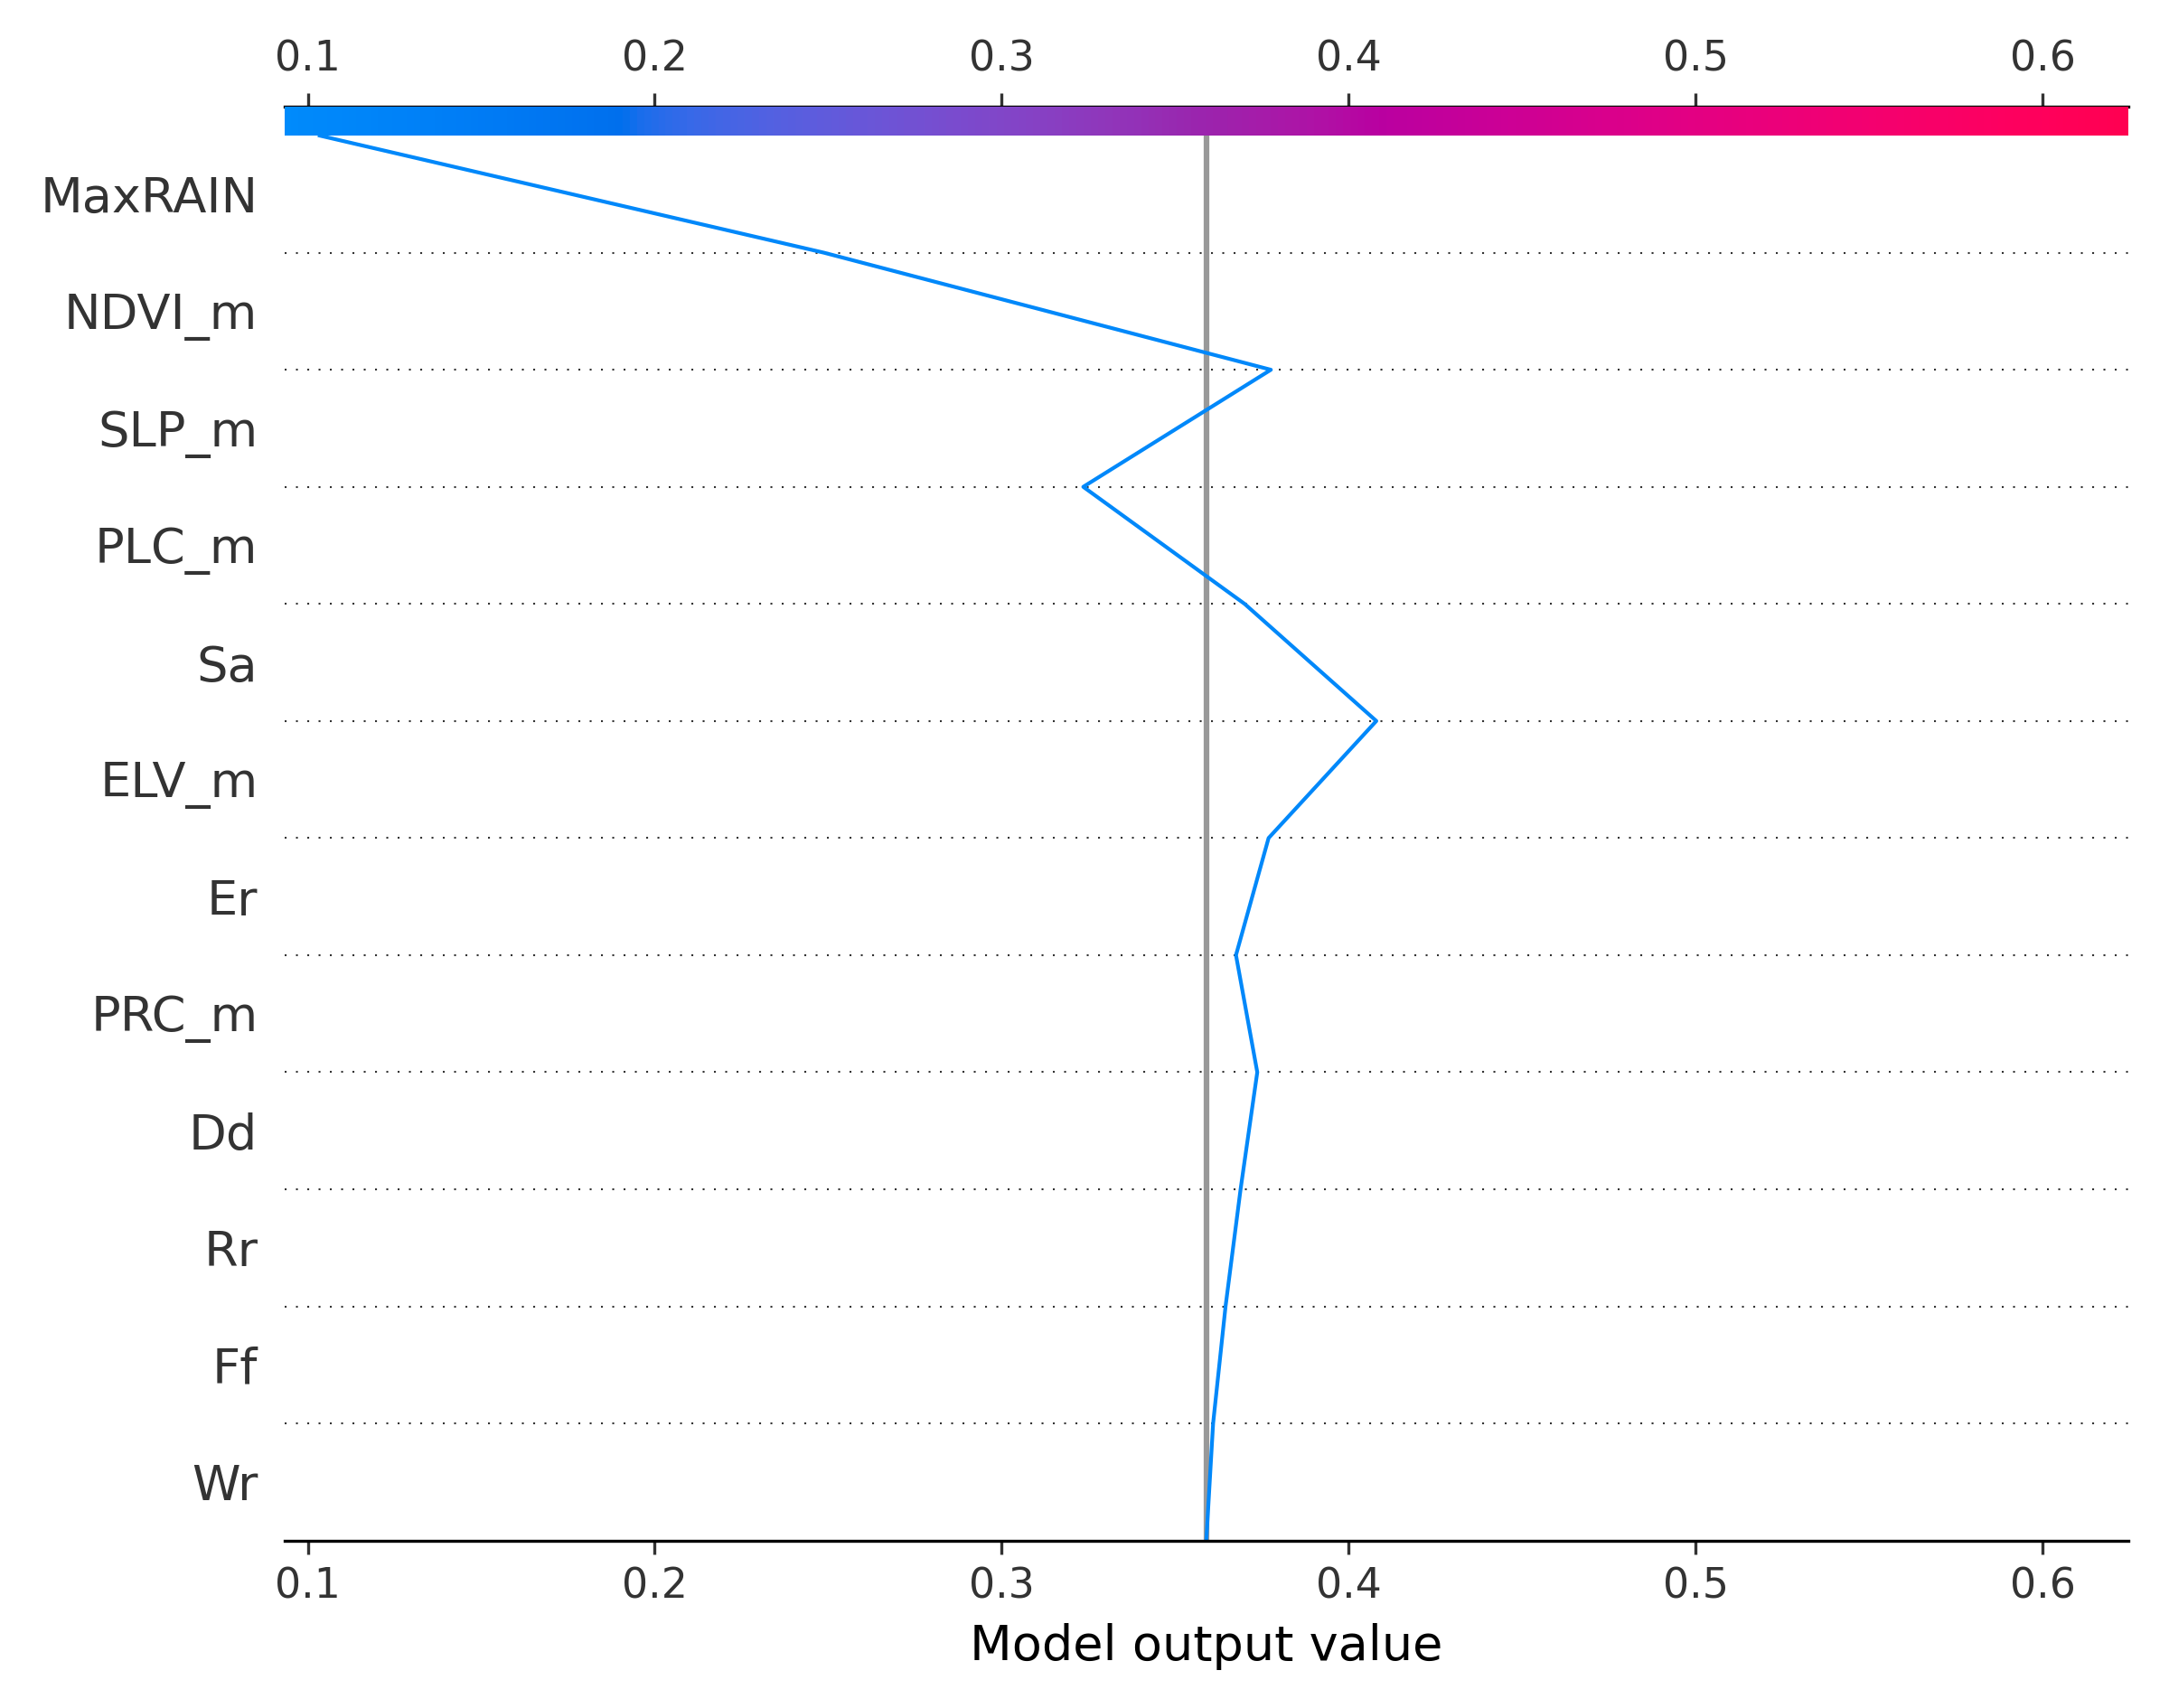 0.1 0.2 0.3 0.4 0.5 0.6
MaxRAIN
NDVI_m
SLP_m
PLC_m
Sa
ELV_m
Er
PRC_m
Dd
Rr
Ff
Wr
0.1 0.2 0.3 0.4 0.5 0.6
Model output value